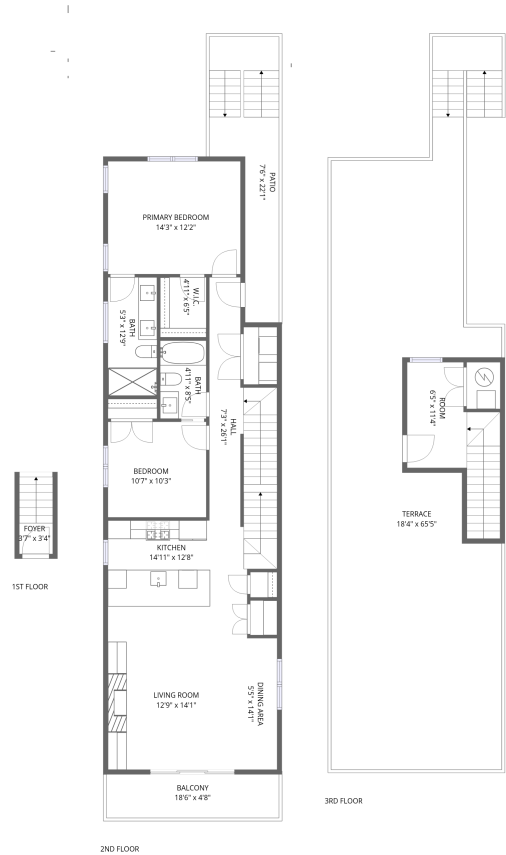 PATIO
7'6" x 22'1"
PRIMARY BEDROOM
14'3" x 12'2"
W.I.C.
4'11" x 6'5"
BATH
5'3" x 12'9"
BATH
4'11" x 8'5"
HALL
7'3" x 26'1"
BEDROOM
10'7" x 10'3"
KITCHEN
14'11" x 12'8"
LIVING ROOM
12'9" x 14'1"
DINING AREA
5'5" x 14'1"
BALCONY
18'6" x 4'8"
2ND FLOOR
FOYER
3'7" x 3'4"
1ST FLOOR
ROOM
6'5" x 11'4"
TERRACE
18'4" x 65'5"
3RD FLOOR